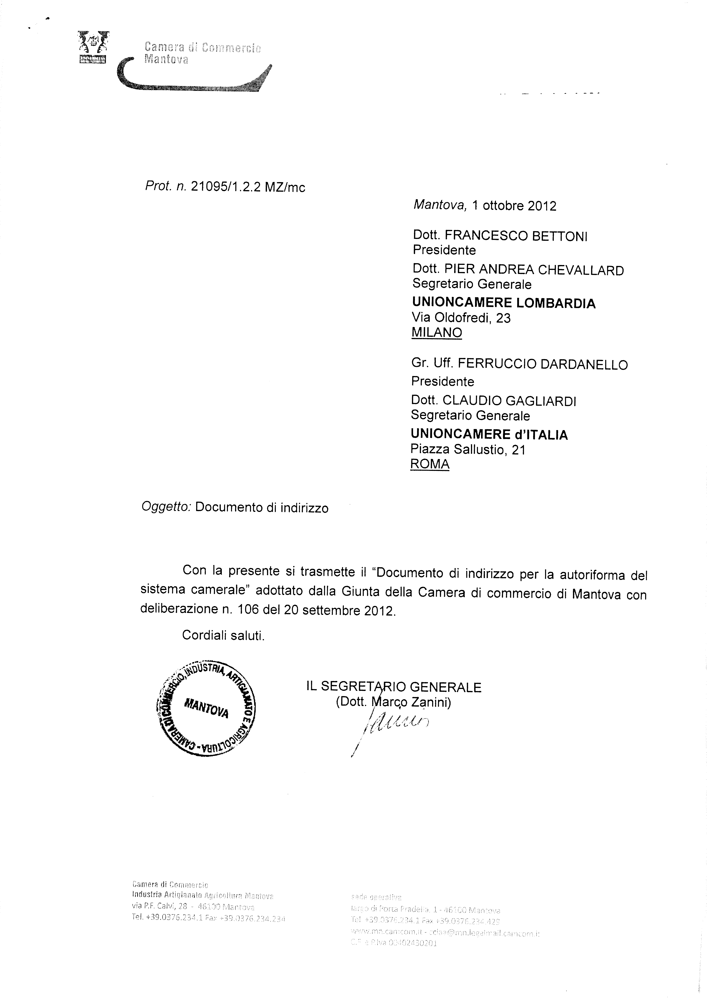 Camera di Commercio
Mantova
Prot. n. 21095/1.2.2 MZ/mc
Mantova, 1 ottobre 2012
Dott. FRANCESCO BETTONI
Presidente
Dott. PIER ANDREA CHEVALLARD
Segretario Generale
UNIONCAMERE LOMBARDIA
Via Oldofredi, 23
MILANO
Gr. Uff. FERRUCCIO DARDANELLO
Presidente
Dott. CLAUDIO GAGLIARDI
Segretario Generale
UNIONCAMERE d'ITALIA
Piazza Sallustio, 21
ROMA
Oggetto: Documento di indirizzo
Con la presente si trasmette il “Documento di indirizzo per la autoriforma del
sistema camerale” adottato dalla Giunta della Camera di commercio di Mantova con
deliberazione n. 106 del 20 settembre 2012.
Cordiali saluti.
CAMERA DI COMMERCIO, INDUSTRIA, ARTIGIANATO E AGRICOLTURA -
MANTOVA
IL SEGRETARIO GENERALE
(Dott. Marco Zanini)
Zanini
Camera di Commercio
Industria Artigianato Agricoltura Mantova
via P.F. Calvi, 28 - 46100 Mantova
Tel. +39.0376.234.1 Fax +39.0376.234.234
sede operativa
largo di Porta Pradella, 1 - 46100 Mantova
Tel. +39.0376.234.1 Fax +39.0376.234.429
www.mn.camcom.it - cciaa@mn.legalmail.camcom.it
C.F. e P.Iva 00402430201